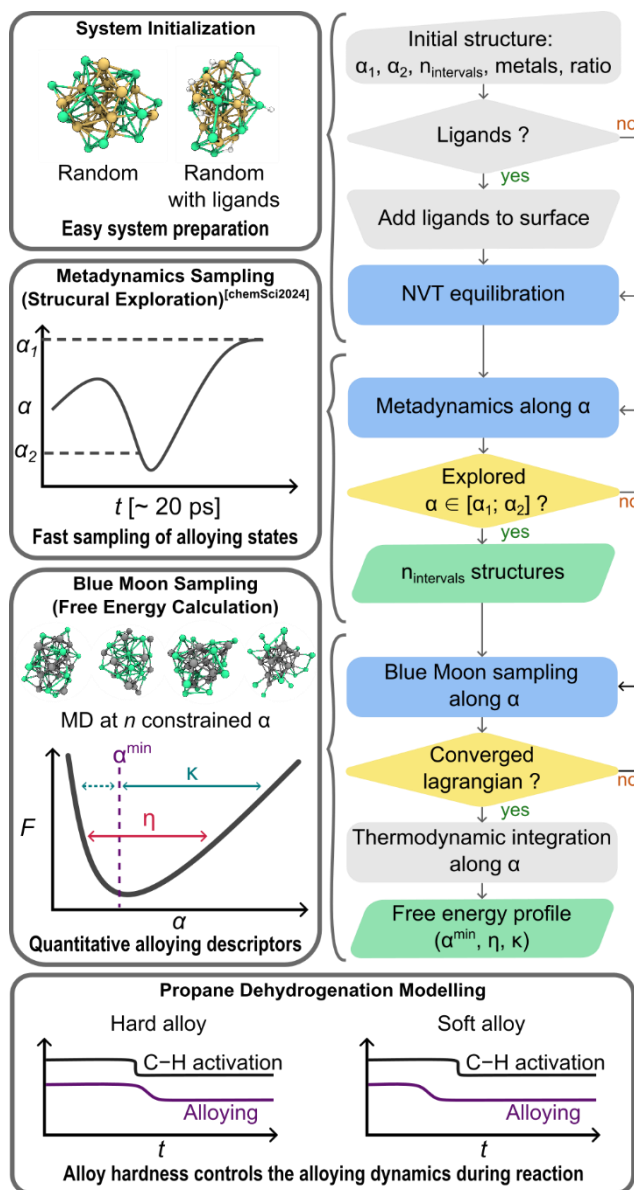 System Initialization
Random
Random
with ligands
Easy system preparation
Metadynamics Sampling
(Strucural Exploration)[chemSci2024]
α1
α
α2
t [~ 20 ps]
Fast sampling of alloying states
Blue Moon Sampling
(Free Energy Calculation)
MD at n constrained α
αmin
κ
η
F
α
Quantitative alloying descriptors
Initial structure:
α1, α2, nintervals, metals, ratio
Ligands ?
no
yes
Add ligands to surface
NVT equilibration
Metadynamics along α
Explored
α ∈ [α1; α2] ?
no
yes
nintervals structures
Blue Moon sampling
along α
Converged
lagrangian ?
no
yes
Thermodynamic integration
along α
Free energy profile
(αmin, η, κ)
Propane Dehydrogenation Modelling
Hard alloy
C−H activation
Alloying
t
Soft alloy
C−H activation
Alloying
t
Alloy hardness controls the alloying dynamics during reaction